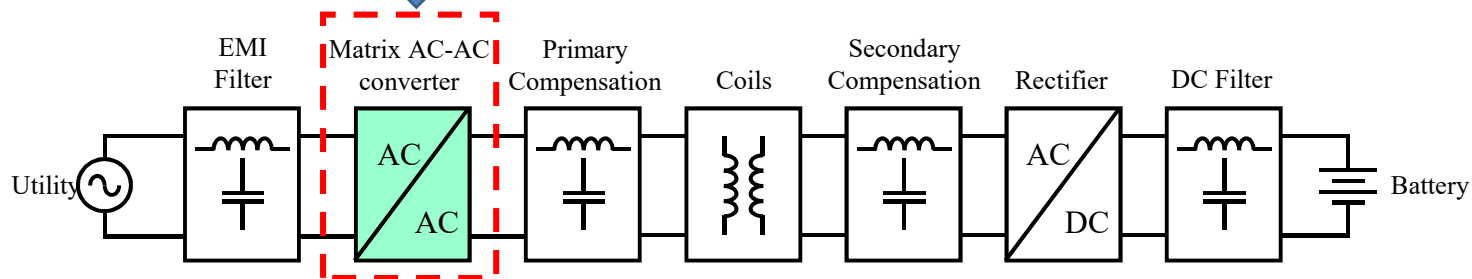 EMI
Filter
Matrix AC-AC
converter
Primary
Compensation
Coils
Secondary
Compensation
Rectifier
DC Filter
Utility
AC
AC
AC
DC
Battery